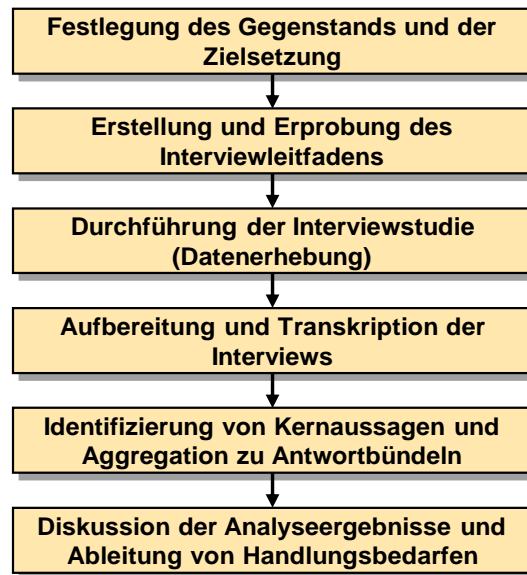 Festlegung des Gegenstands und der
Zielsetzung
Erstellung und Erprobung des
Interviewleitfadens
Durchführung der Interviewstudie
(Datenerhebung)
Aufbereitung und Transkription der
Interviews
Identifizierung von Kernaussagen und
Aggregation zu Antwortbündeln
Diskussion der Analyseergebnisse und
Ableitung von Handlungsbedarfen